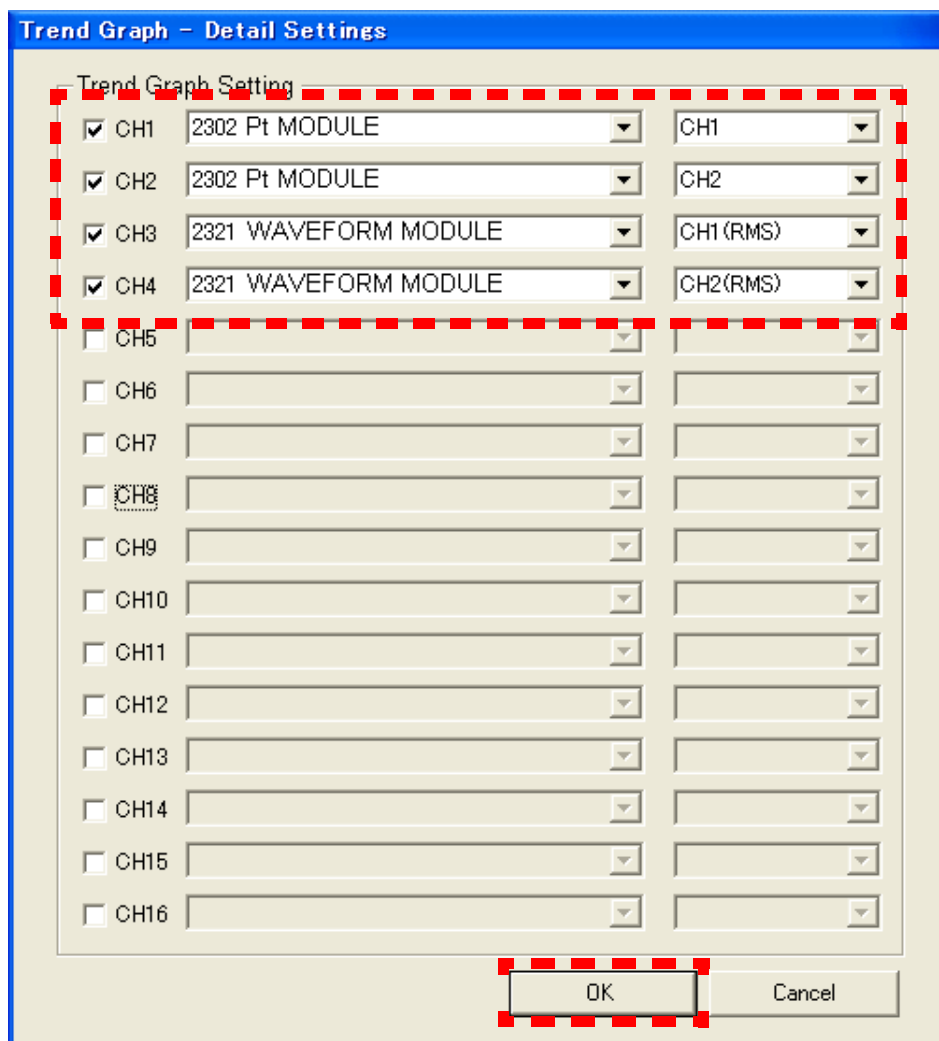 Trend Graph - Detail Settings
Trend Graph Setting
CH1 2302 Pt MODULE CH1
CH2 2302 Pt MODULE CH2
CH3 2321 WAVEFORM MODULE CH1(RMS)
CH4 2321 WAVEFORM MODULE CH2(RMS)
CH5
CH6
CH7
CH8
CH9
CH10
CH11
CH12
CH13
CH14
CH15
CH16
OK Cancel